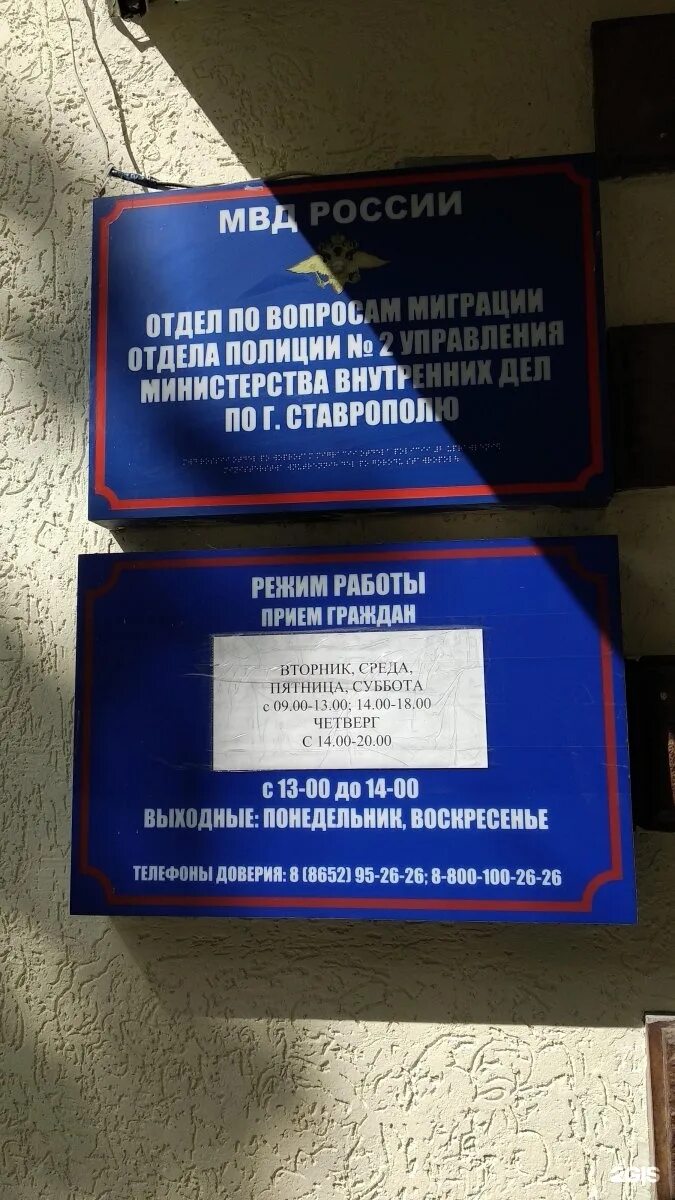 МВД РОССИИ
ОТДЕЛ ПО ВОПРОСАМ МИГРАЦИИ
ОТДЕЛА ПОЛИЦИИ № 2 УПРАВЛЕНИЯ
МИНИСТЕРСТВА ВНУТРЕННИХ ДЕЛ
ПО Г. СТАВРОПОЛЮ
РЕЖИМ РАБОТЫ
ПРИЕМ ГРАЖДАН
ВТОРНИК, СРЕДА,
ПЯТНИЦА, СУББОТА
с 09.00-13.00; 14.00-18.00
ЧЕТВЕРГ
С 14.00-20.00
с 13-00 до 14-00
ВЫХОДНЫЕ: ПОНЕДЕЛЬНИК, ВОСКРЕСЕНЬЕ
ТЕЛЕФОНЫ ДОВЕРИЯ: 8 (8652) 95-26-26; 8-800-100-26-26
2GIS